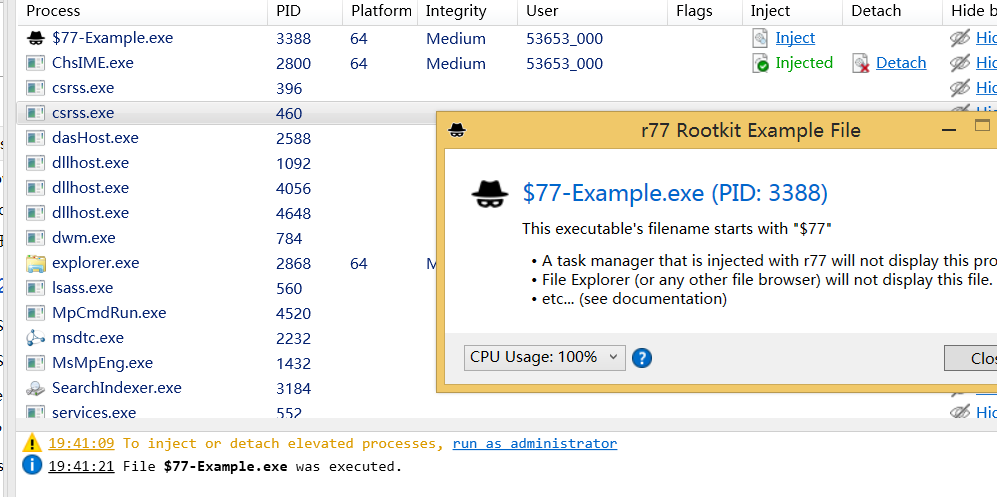 Process PID Platform Integrity User Flags Inject Detach Hide b
$77-Example.exe 3388 64 Medium 53653_000 Inject Hid
ChsIME.exe 2800 64 Medium 53653_000 Injected Detach Hid
csrss.exe 396 Hid
csrss.exe 460
dasHost.exe 2588
dllhost.exe 1092
dllhost.exe 4056
dllhost.exe 4648
dwm.exe 784
explorer.exe 2868 64
lsass.exe 560
MpCmdRun.exe 4520
msdtc.exe 2232
MsMpEng.exe 1432
SearchIndexer.exe 3184
services.exe 552 Hid
r77 Rootkit Example File
$77-Example.exe (PID: 3388)
This executable's filename starts with "$77"
• A task manager that is injected with r77 will not display this pro
• File Explorer (or any other file browser) will not display this file.
• etc... (see documentation)
CPU Usage: 100% ? Clos
19:41:09 To inject or detach elevated processes, run as administrator
19:41:21 File $77-Example.exe was executed.